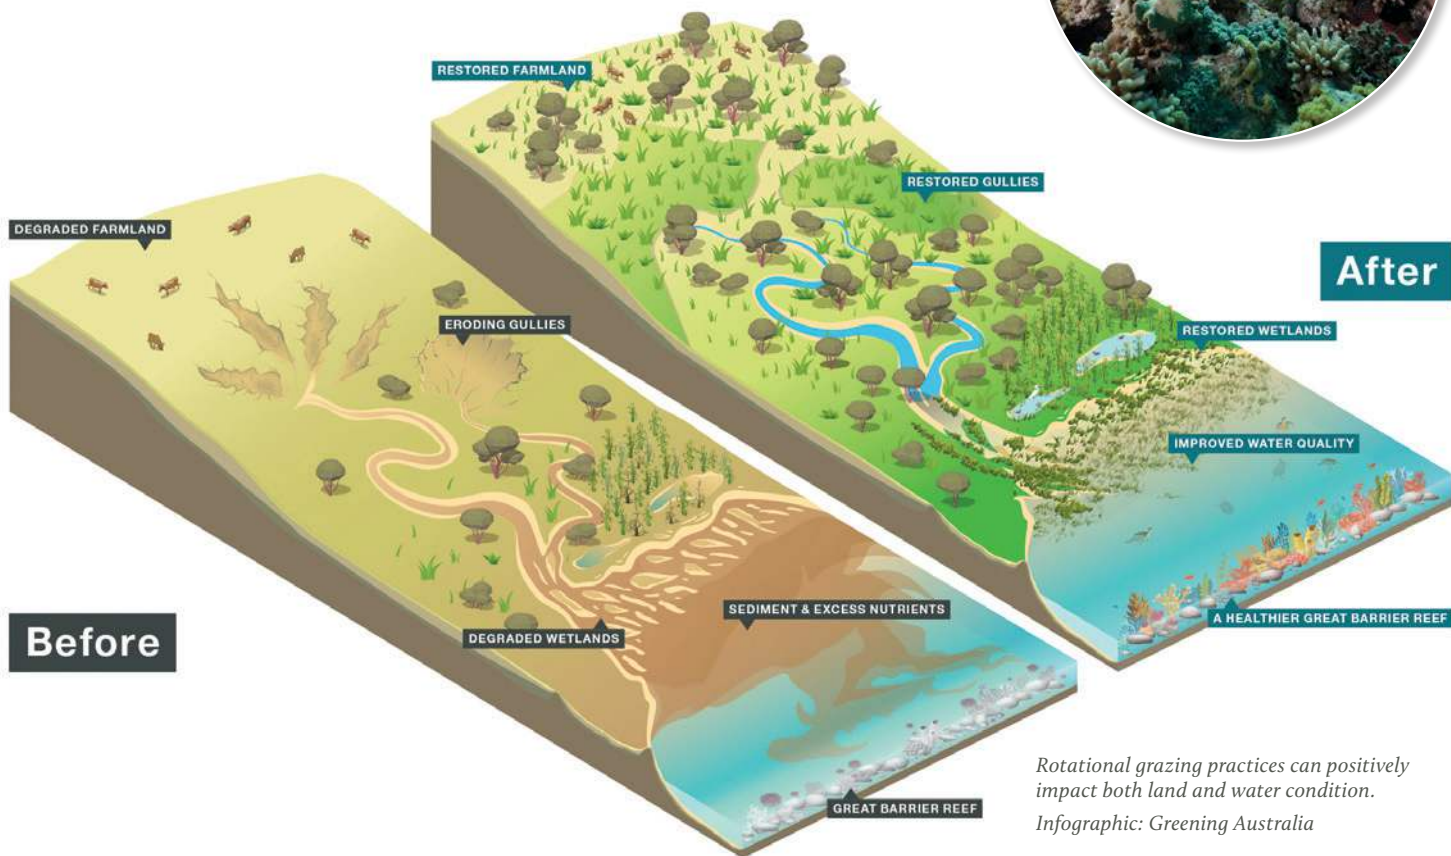 RESTORED FARMLAND
RESTORED GULLIES
DEGRADED FARMLAND
After
ERODING GULLIES
RESTORED WETLANDS
IMPROVED WATER QUALITY
SEDIMENT & EXCESS NUTRIENTS
A HEALTHIER GREAT BARRIER REEF
Before
DEGRADED WETLANDS
GREAT BARRIER REEF
Rotational grazing practices can positively
impact both land and water condition.
Infographic: Greening Australia